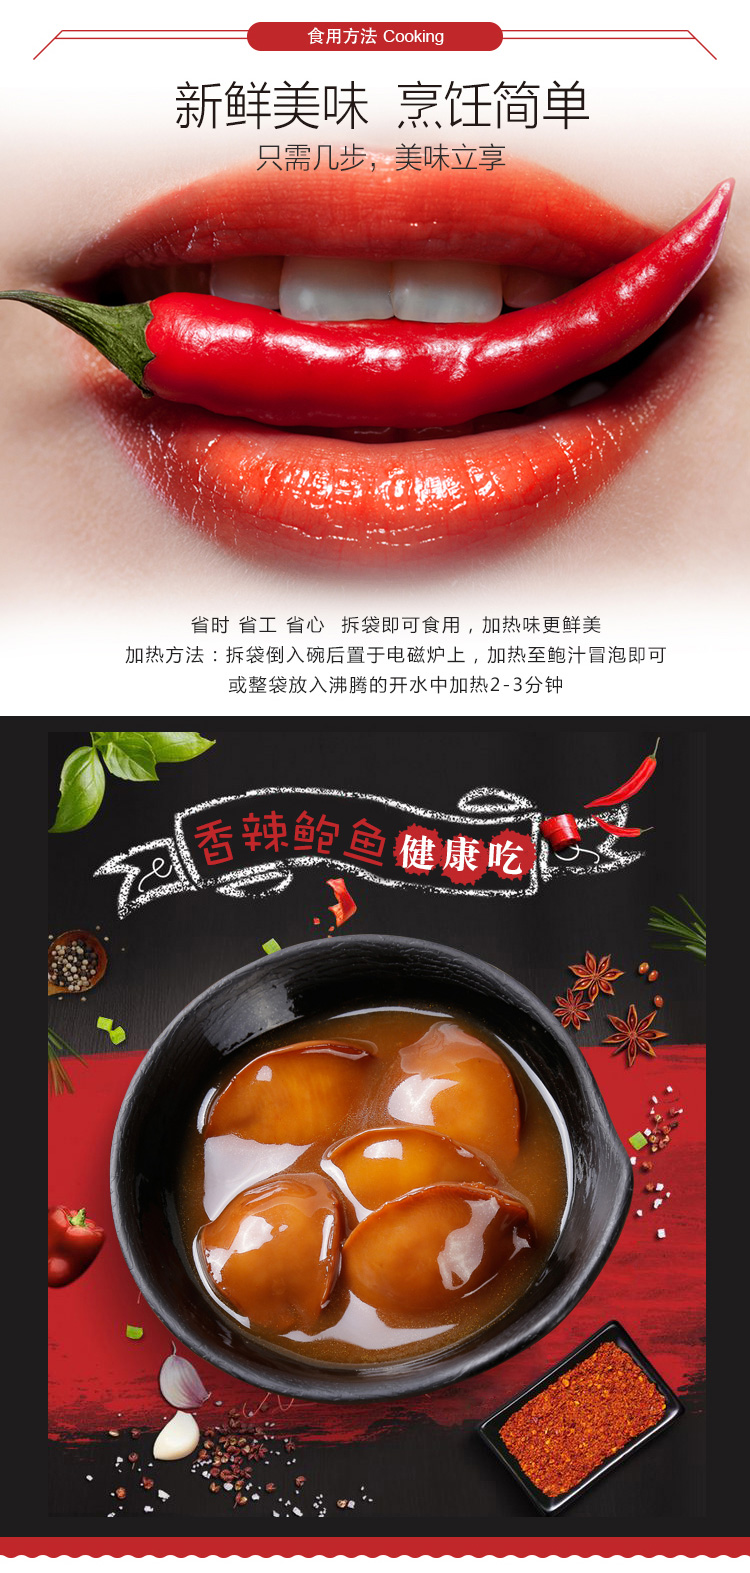 食用方法 Cooking
新鲜美味 烹饪简单
只需几步，美味立享
省时 省工 省心 拆袋即可食用，加热味更鲜美
加热方法：拆袋倒入碗后置于电磁炉上，加热至鲍汁冒泡即可
或整袋放入沸腾的开水中加热2-3分钟
香辣鲍鱼健康吃